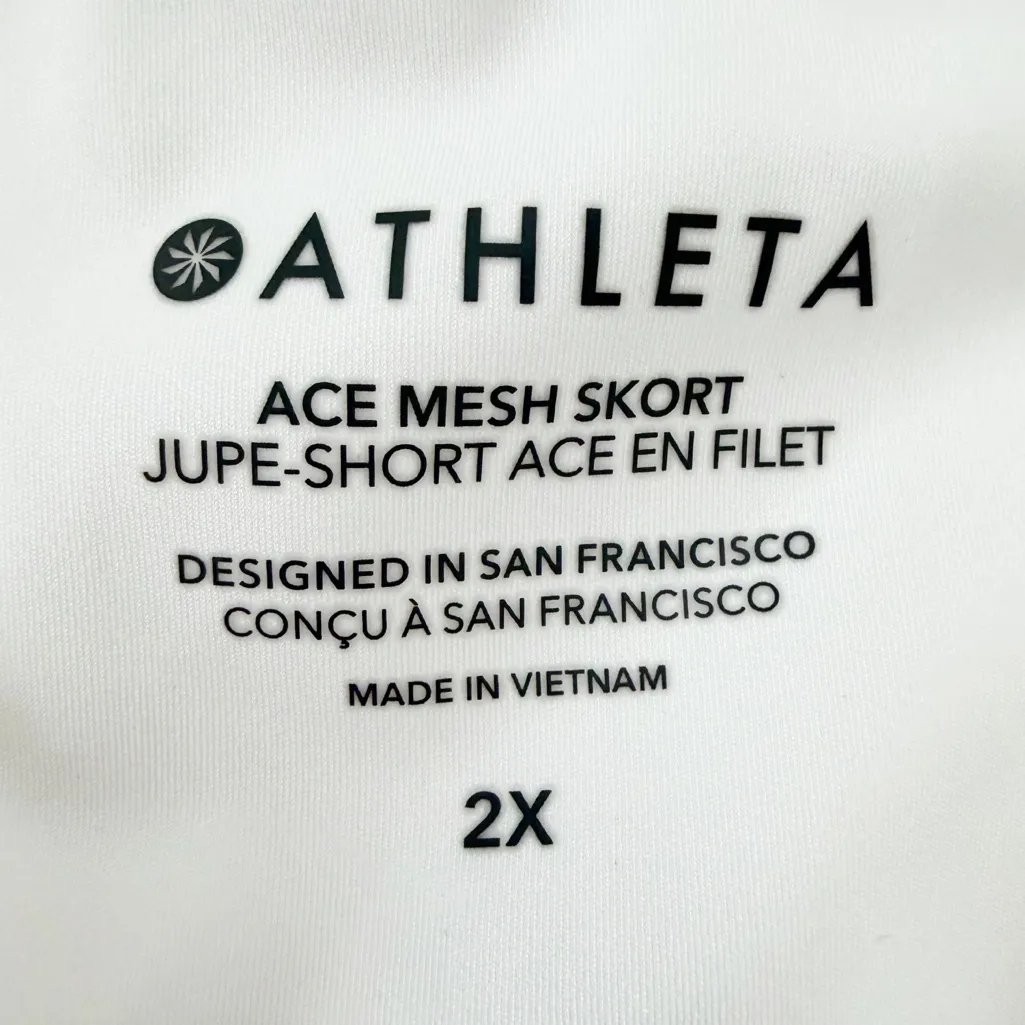 ATHLETA
ACE MESH SKORT
JUPE-SHORT ACE EN FILET
DESIGNED IN SAN FRANCISCO
CONÇU À SAN FRANCISCO
MADE IN VIETNAM
2X